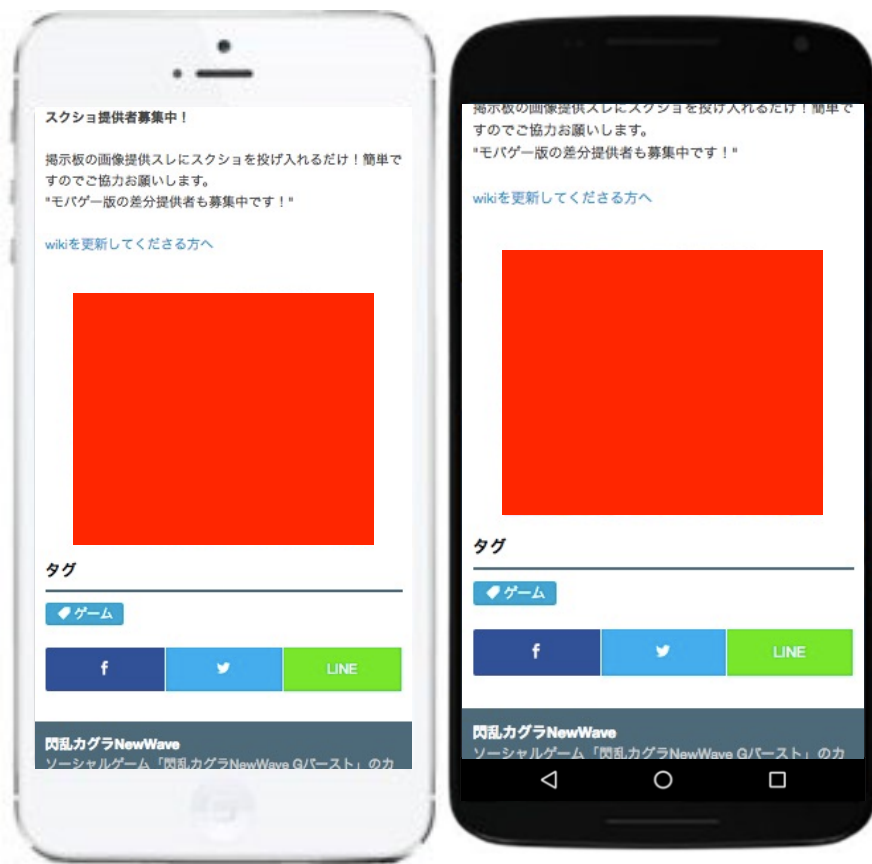 スクショ提供者募集中！
掲示板の画像提供スレにスクショを投げ入れるだけ！簡単で
すのでご協力お願いします。
"モバゲー版の差分提供者も募集中です！"
wikiを更新してくださる方へ
タグ
ゲーム
f
LINE
閃乱カグラNewWave
ソーシャルゲーム「閃乱カグラNewWave Gバースト」のカ
掲示板の画像提供スレにスクショを投げ入れるだけ！簡単で
すのでご協力お願いします。
"モバゲー版の差分提供者も募集中です！"
wikiを更新してくださる方へ
タグ
ゲーム
f
LINE
閃乱カグラNewWave
ソーシャルゲーム「閃乱カグラNewWave Gバースト」のカ